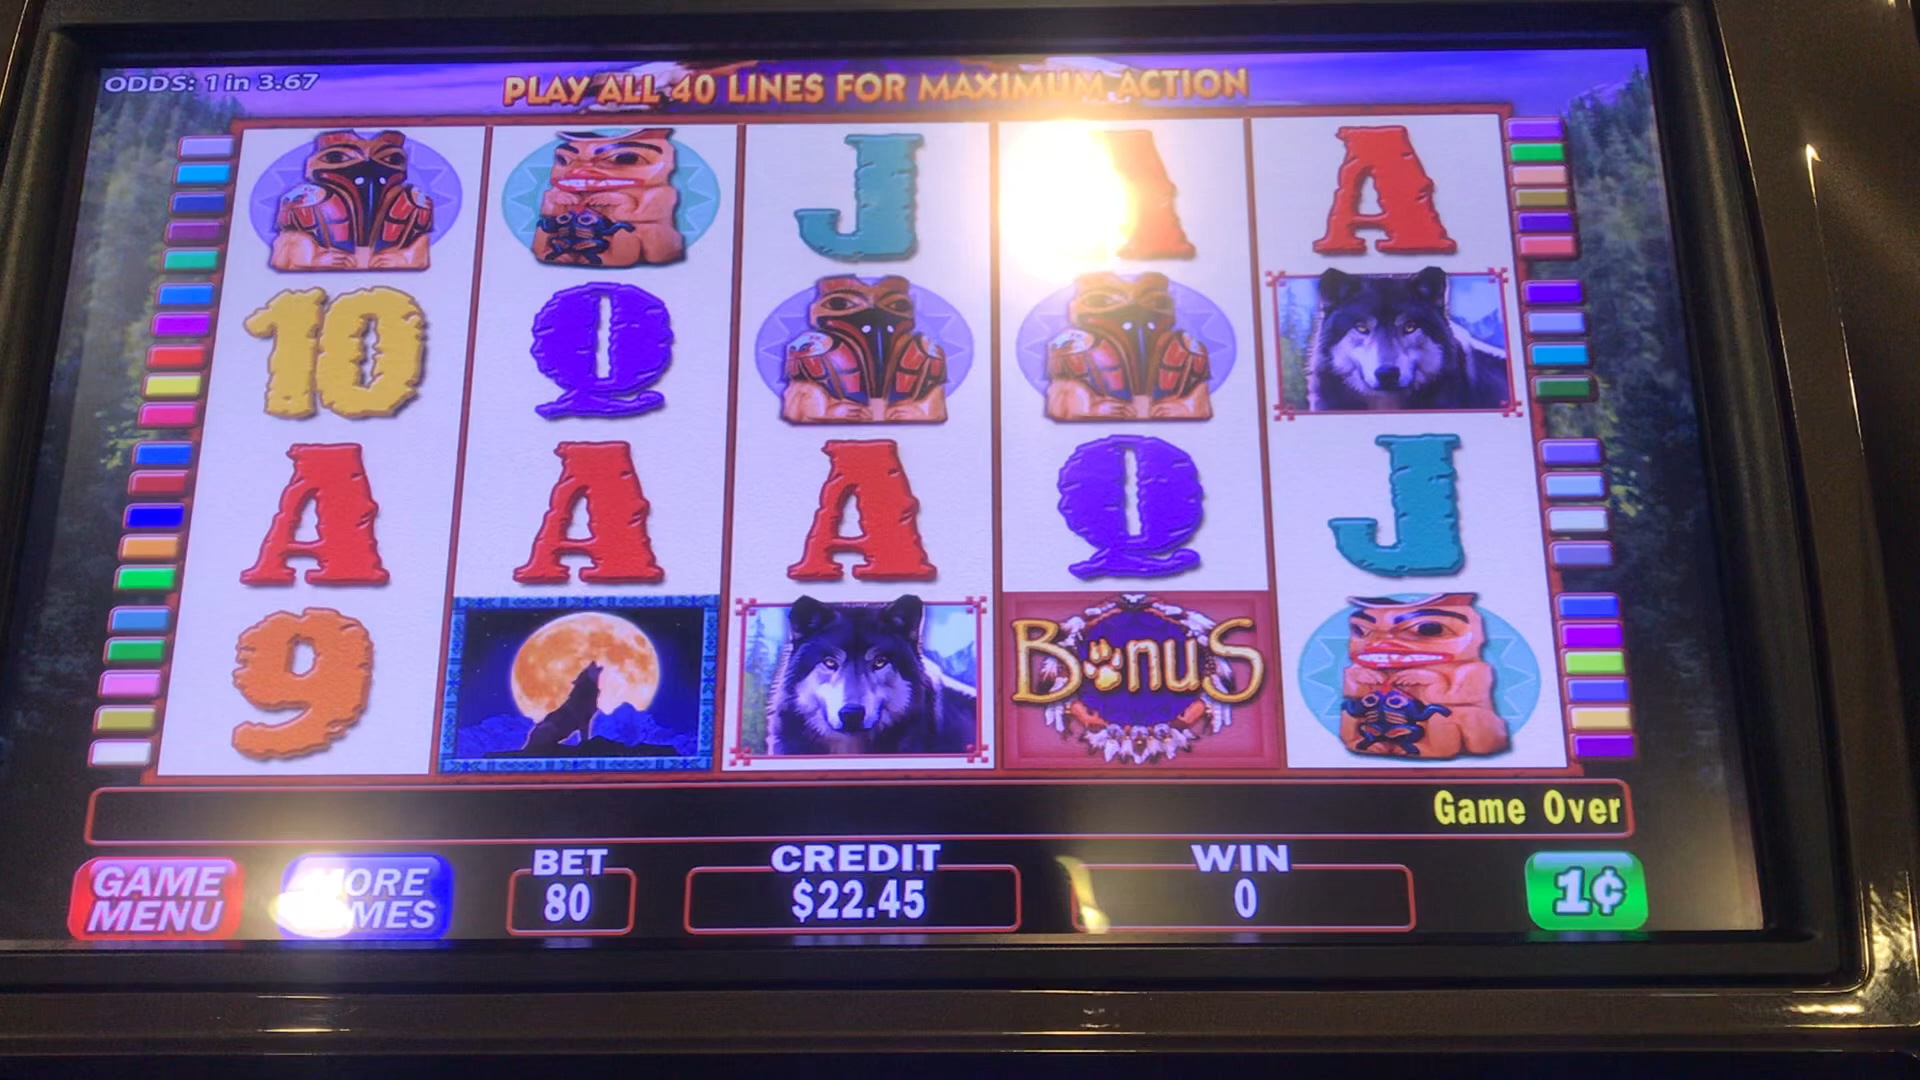 ODDS: 1 in 3.67
PLAY ALL 40 LINES FOR MAXIMUM ACTION
J A A
10 Q
A A A Q J
9 BONUS
Game Over
GAME MENU
BET 80
CREDIT $22.45
WIN 0
1¢